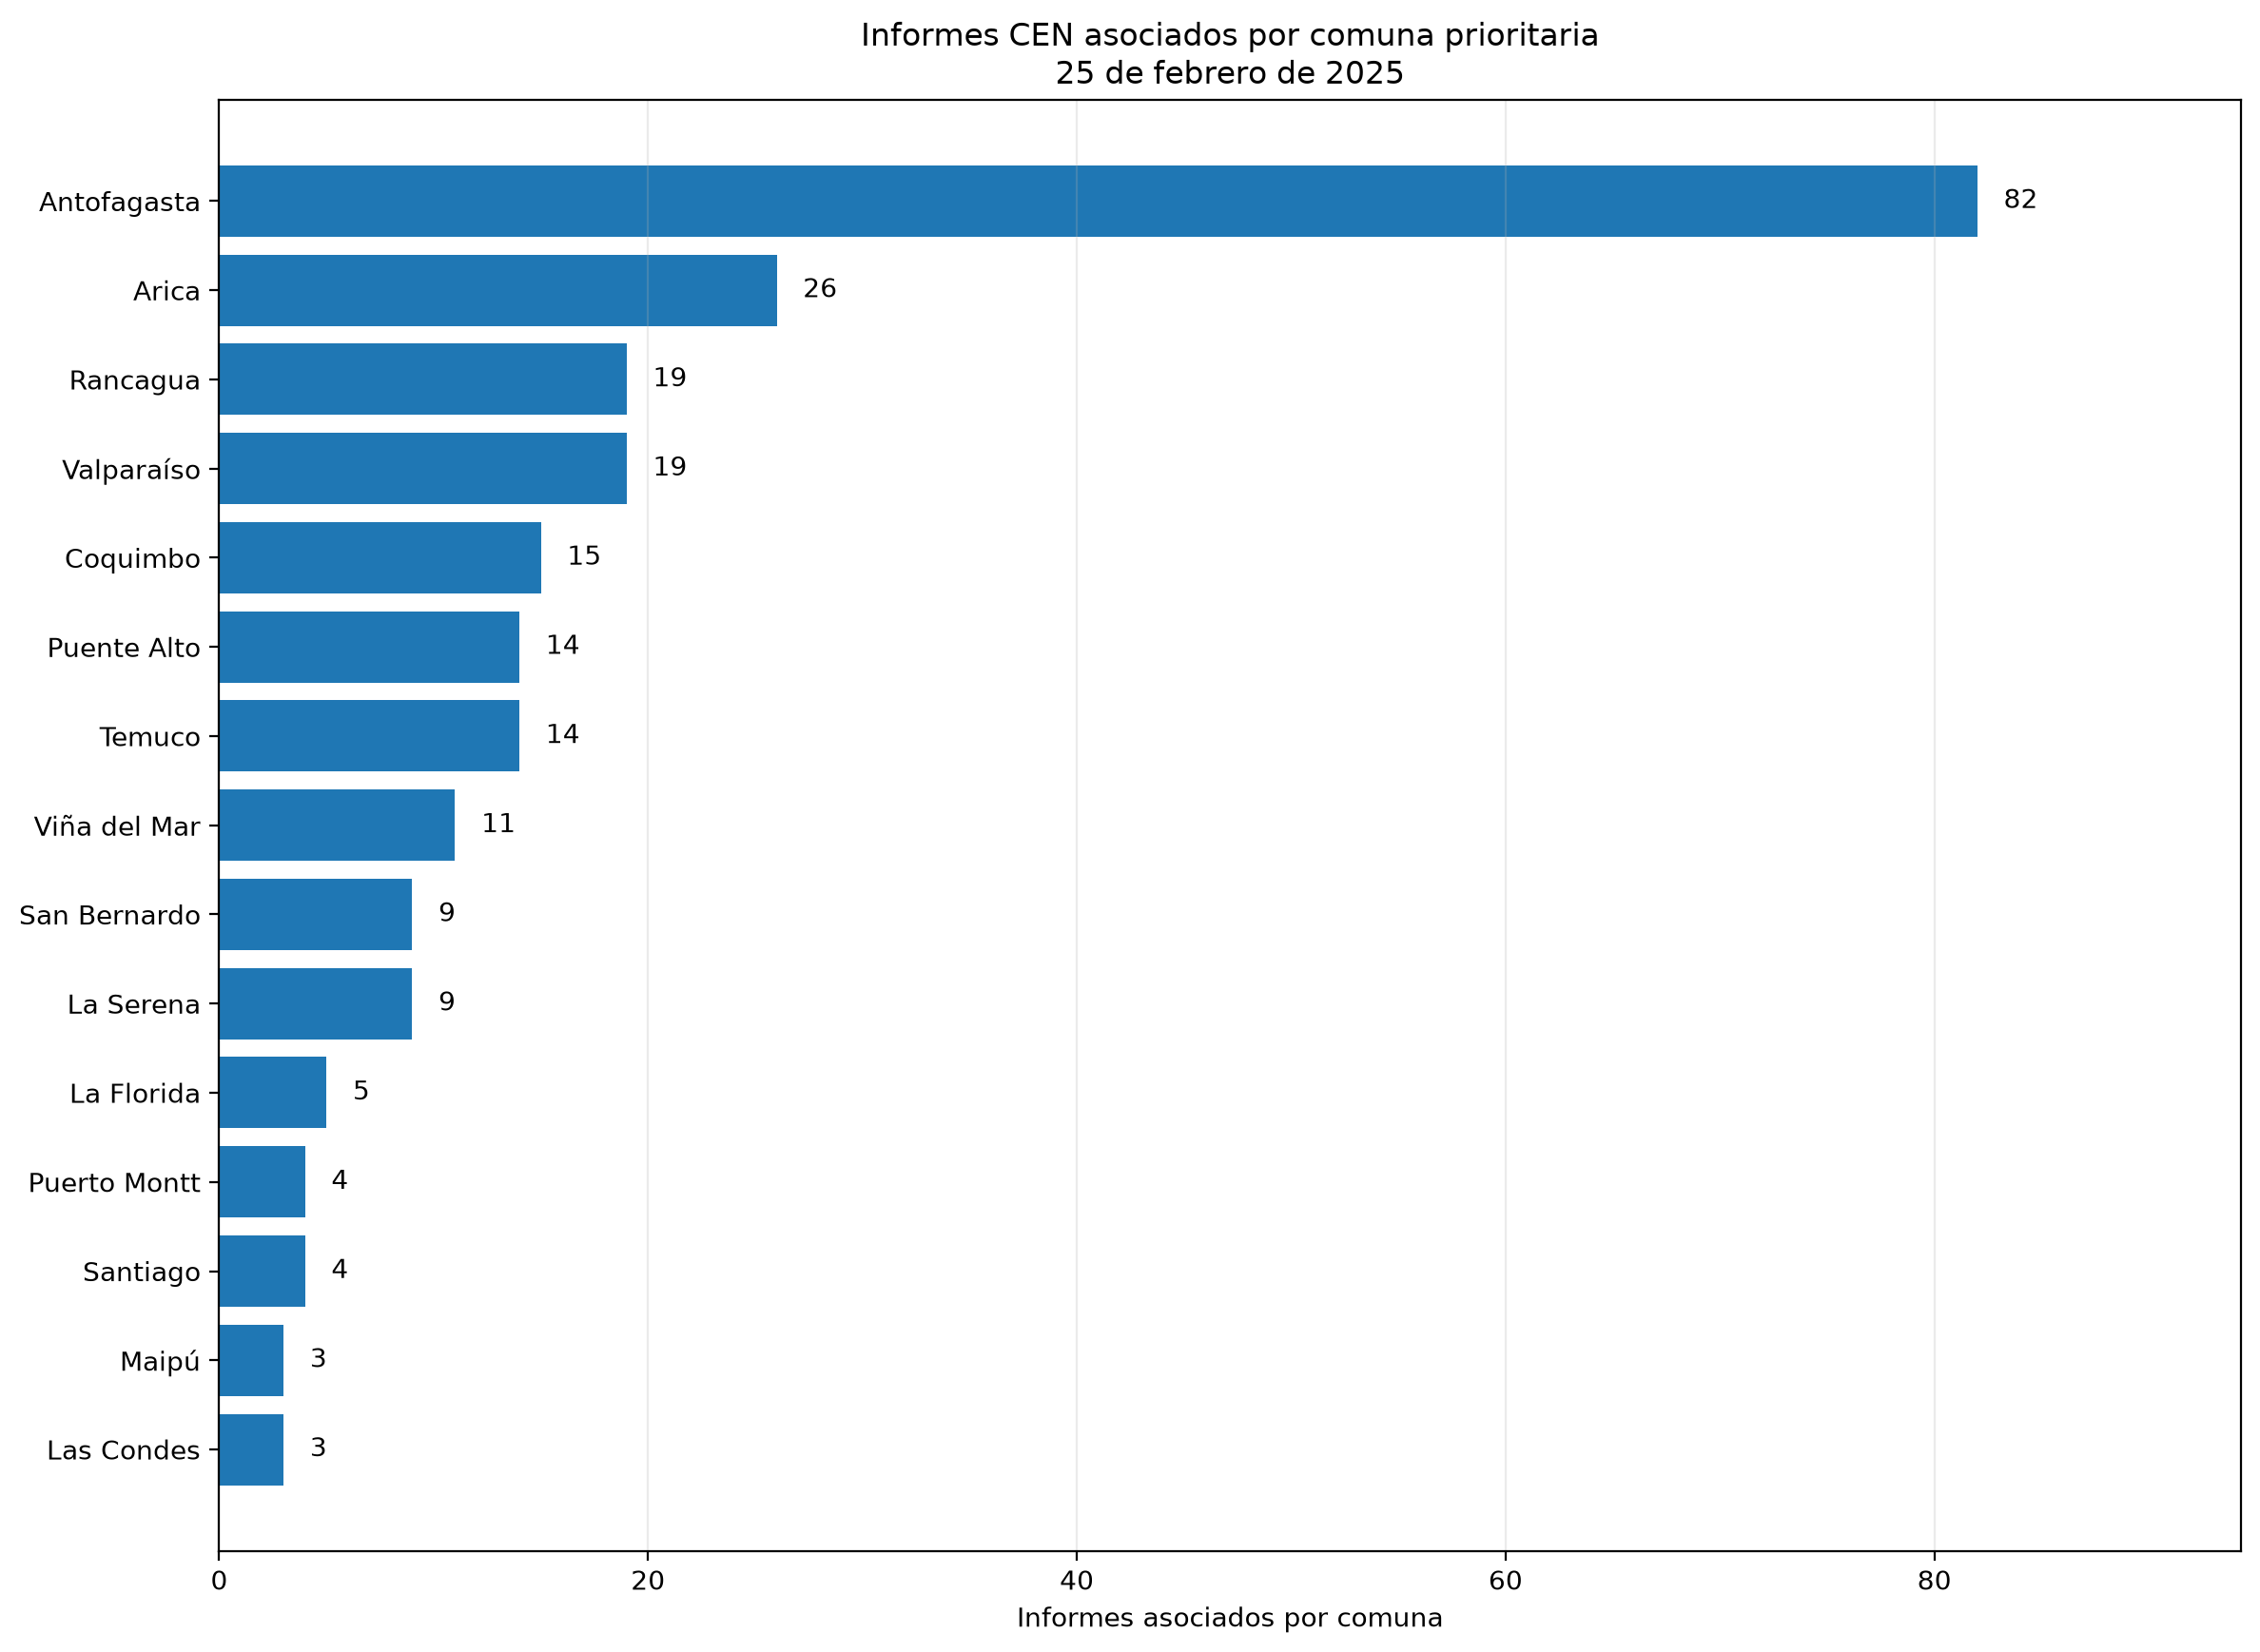 Informes CEN asociados por comuna prioritaria
25 de febrero de 2025
Antofagasta 82
Arica 26
Rancagua 19
Valparaíso 19
Coquimbo 15
Puente Alto 14
Temuco 14
Viña del Mar 11
San Bernardo 9
La Serena 9
La Florida 5
Puerto Montt 4
Santiago 4
Maipú 3
Las Condes 3
0 20 40 60 80
Informes asociados por comuna